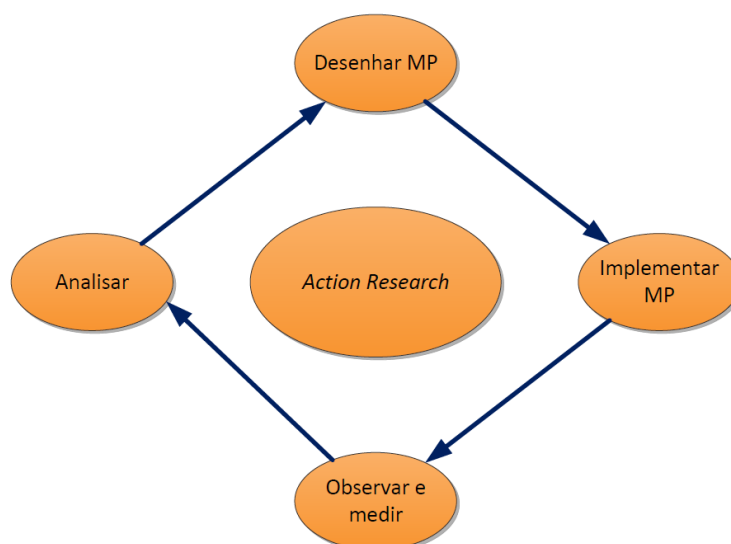 Desenhar MP
Analisar
Action Research
Implementar
MP
Observar e
medir